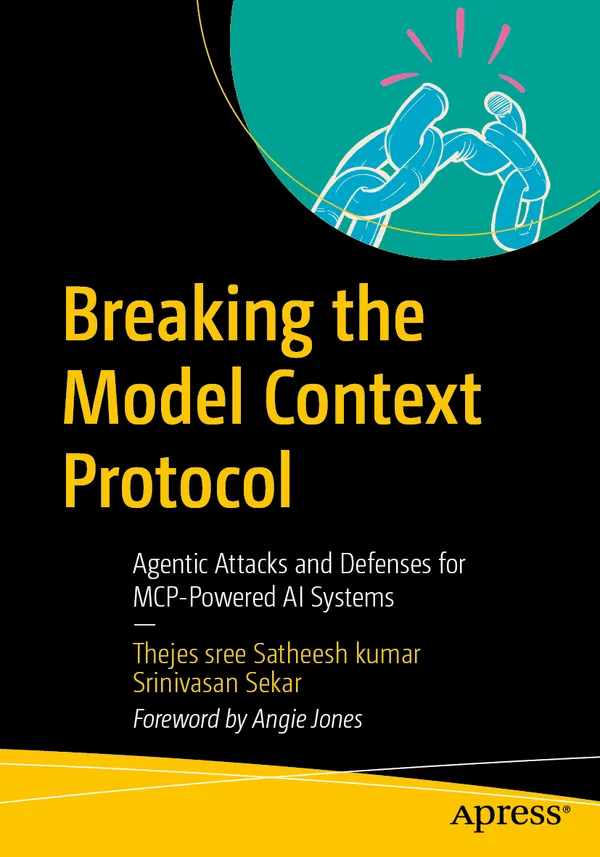 Breaking the
Model Context
Protocol
Agentic Attacks and Defenses for
MCP-Powered AI Systems
—
Thejes sree Satheesh kumar
Srinivasan Sekar
Foreword by Angie Jones
Apress®